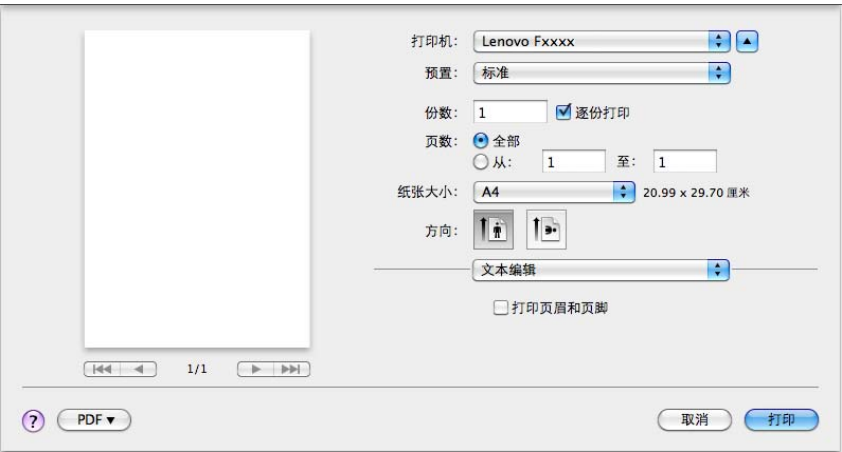 打印机: Lenovo Fxxxx
预置: 标准
份数: 1 逐份打印
页数: 全部
从: 1 至: 1
纸张大小: A4 20.99 x 29.70 厘米
方向:
文本编辑
打印页眉和页脚
1/1
? PDF▼ 取消 打印